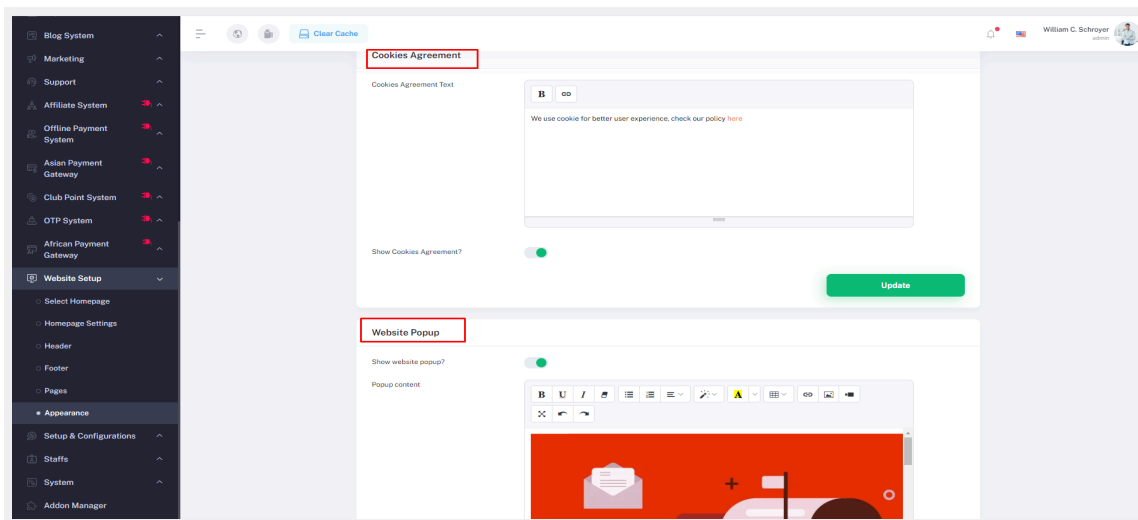 Blog System
Marketing
Support
Affiliate System
Offline Payment
System
Asian Payment
Gateway
Club Point System
OTP System
African Payment
Gateway
Website Setup
Select Homepage
Homepage Settings
Header
Footer
Pages
Appearance
Setup & Configurations
Staffs
System
Addon Manager
Clear Cache
William C. Schroyer
admin
Cookies Agreement
Cookies Agreement Text
B
We use cookie for better user experience, check our policy here
Show Cookies Agreement?
Update
Website Popup
Show website popup?
Popup content
B U I A